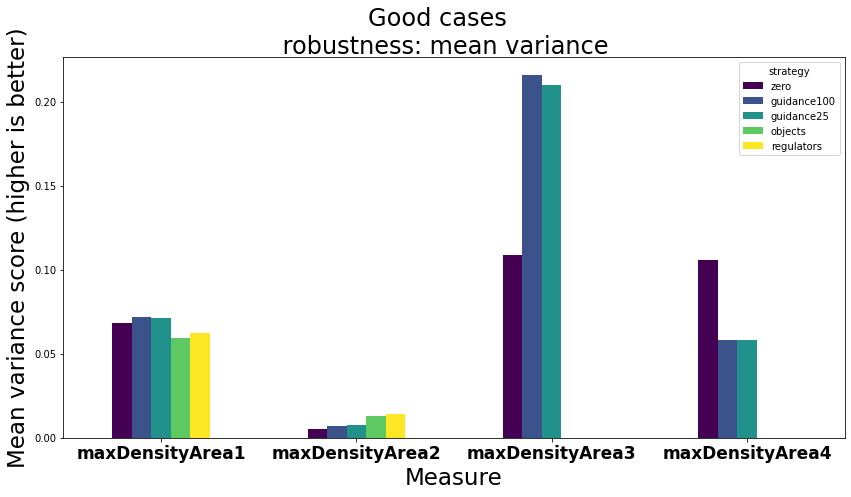 Good cases
robustness: mean variance
Mean variance score (higher is better)
0.20
0.15
0.10
0.05
0.00
strategy
zero
guidance100
guidance25
objects
regulators
maxDensityArea1 maxDensityArea2 maxDensityArea3 maxDensityArea4
Measure